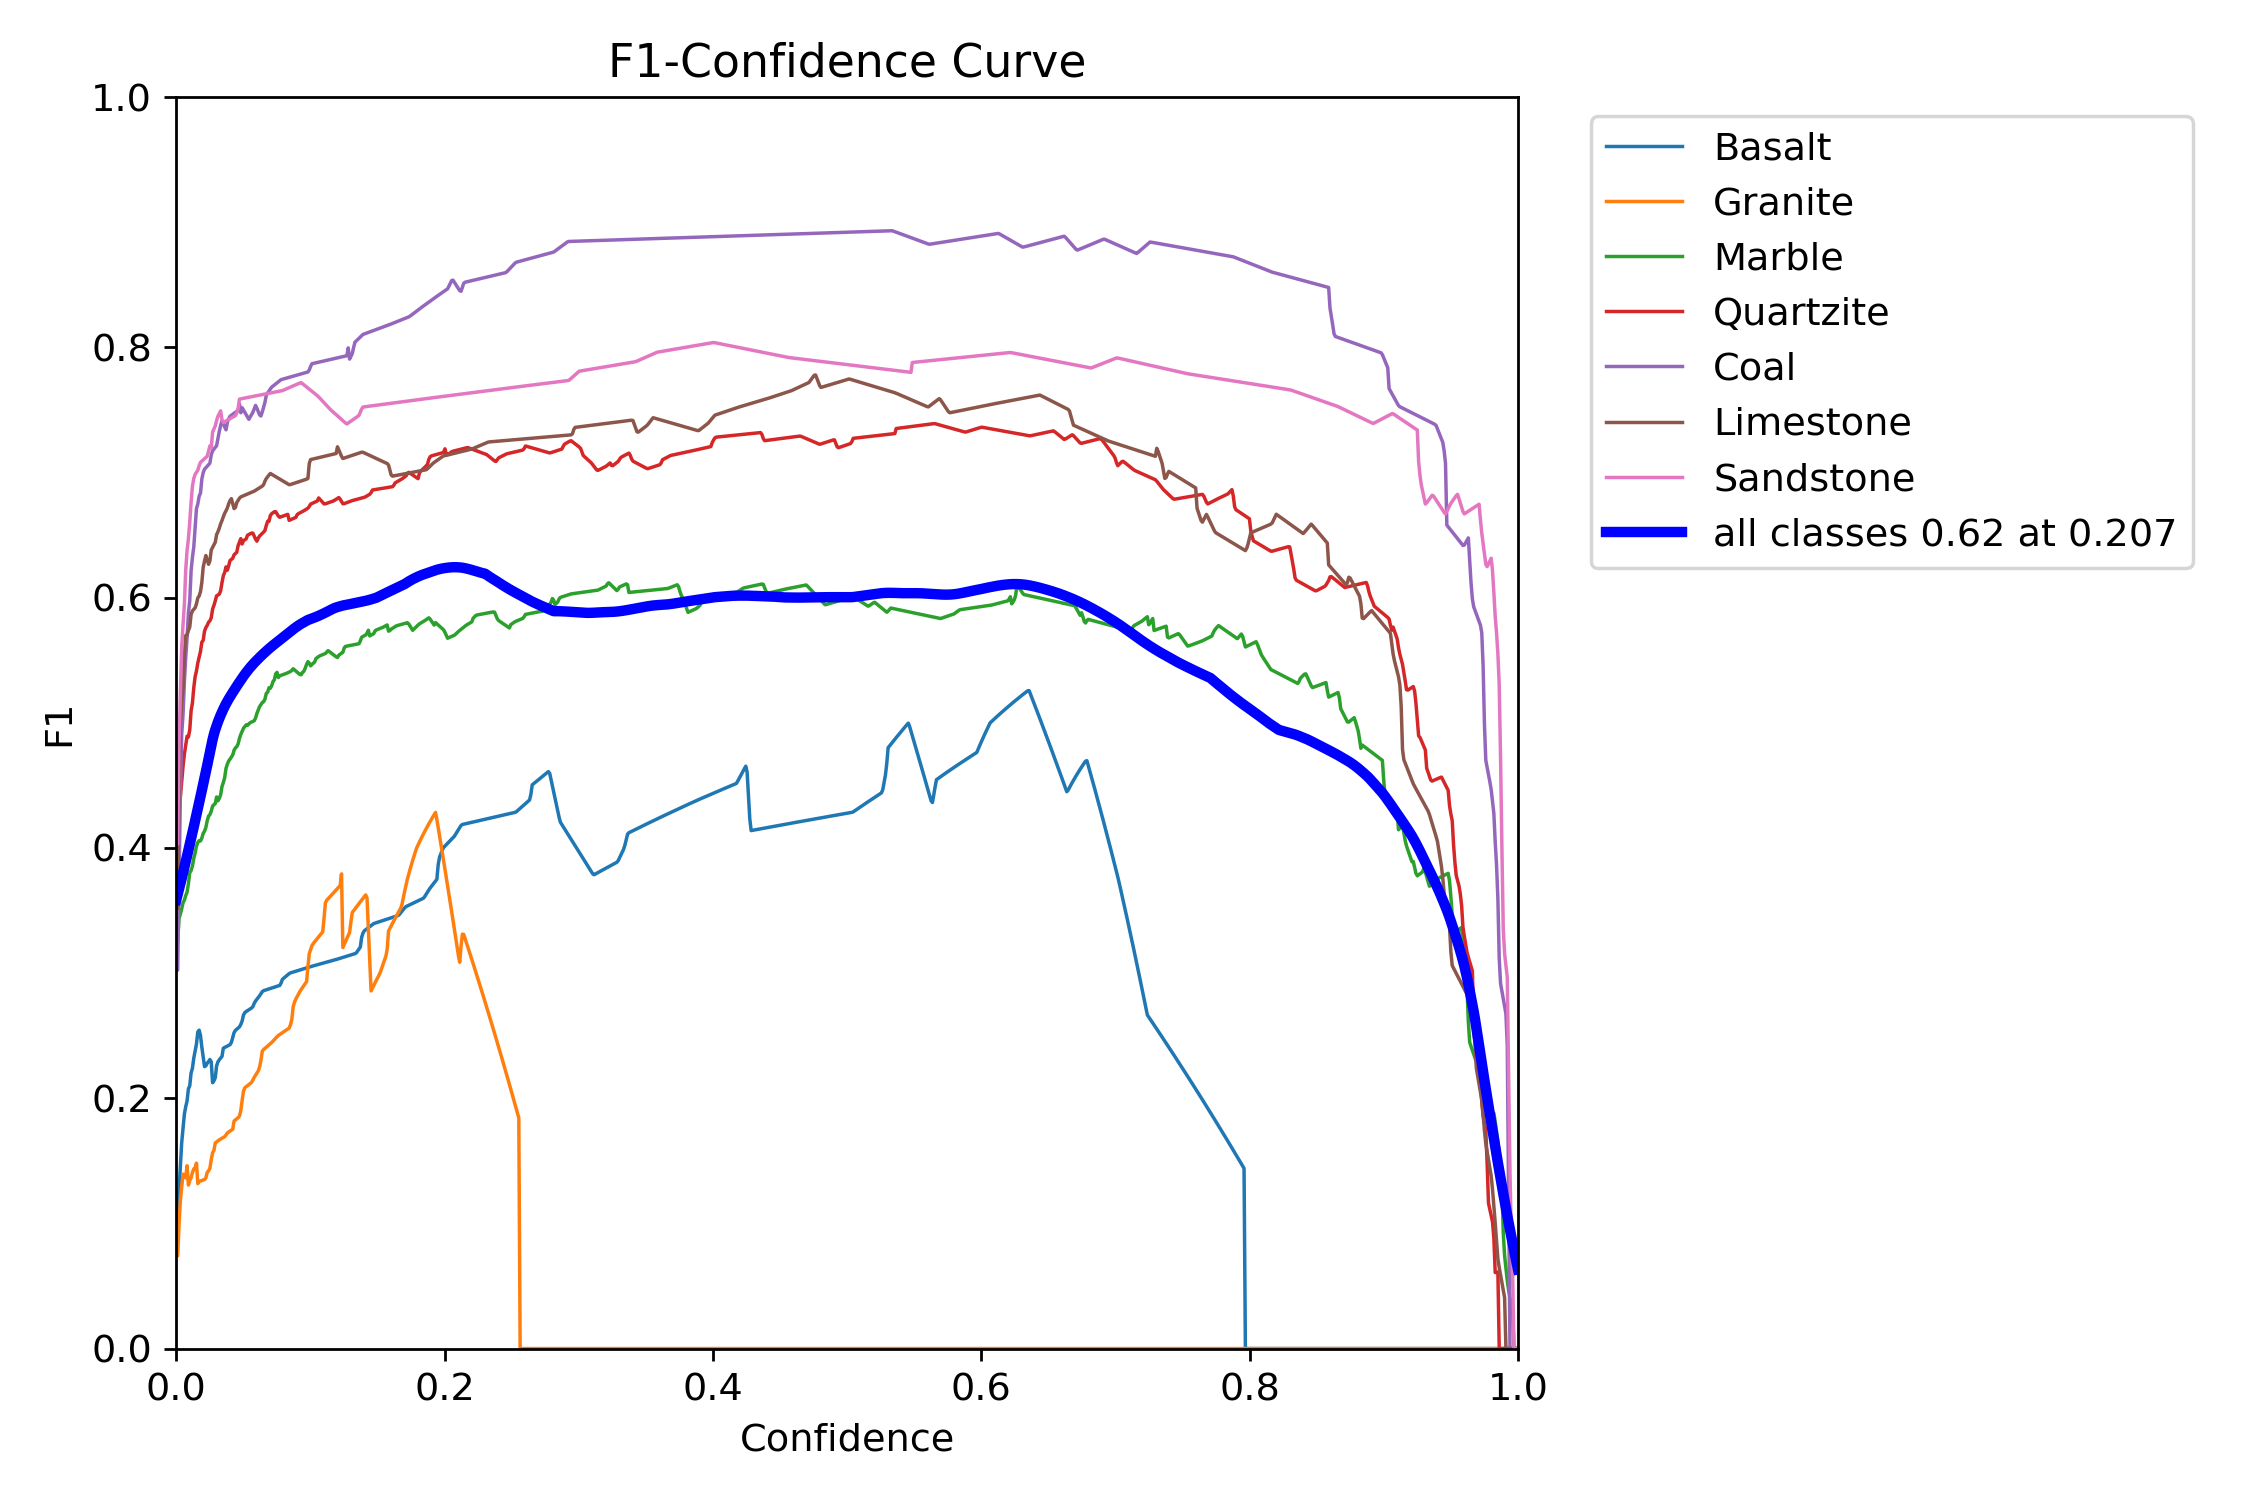 F1-Confidence Curve
1.0
0.8
0.6
0.4
0.2
0.0
F1
0.0 0.2 0.4 0.6 0.8 1.0
Confidence
Basalt
Granite
Marble
Quartzite
Coal
Limestone
Sandstone
all classes 0.62 at 0.207